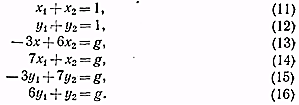 x₁+x₂=1, (11)
y₁+y₂=1, (12)
−3x+6x₂=g, (13)
7x₁+x₂=g, (14)
−3y₁+7y₂=g, (15)
6y₁+y₂=g. (16)